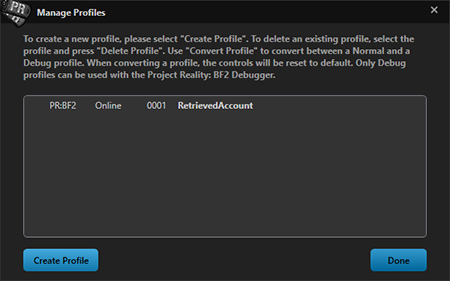 PR
Manage Profiles
To create a new profile, please select "Create Profile". To delete an existing profile, select the
profile and press "Delete Profile". Use "Convert Profile" to convert between a Normal and a
Debug profile. When converting a profile, the controls will be reset to default. Only Debug
profiles can be used with the Project Reality: BF2 Debugger.
PR:BF2 Online 0001 RetrievedAccount
Create Profile Done